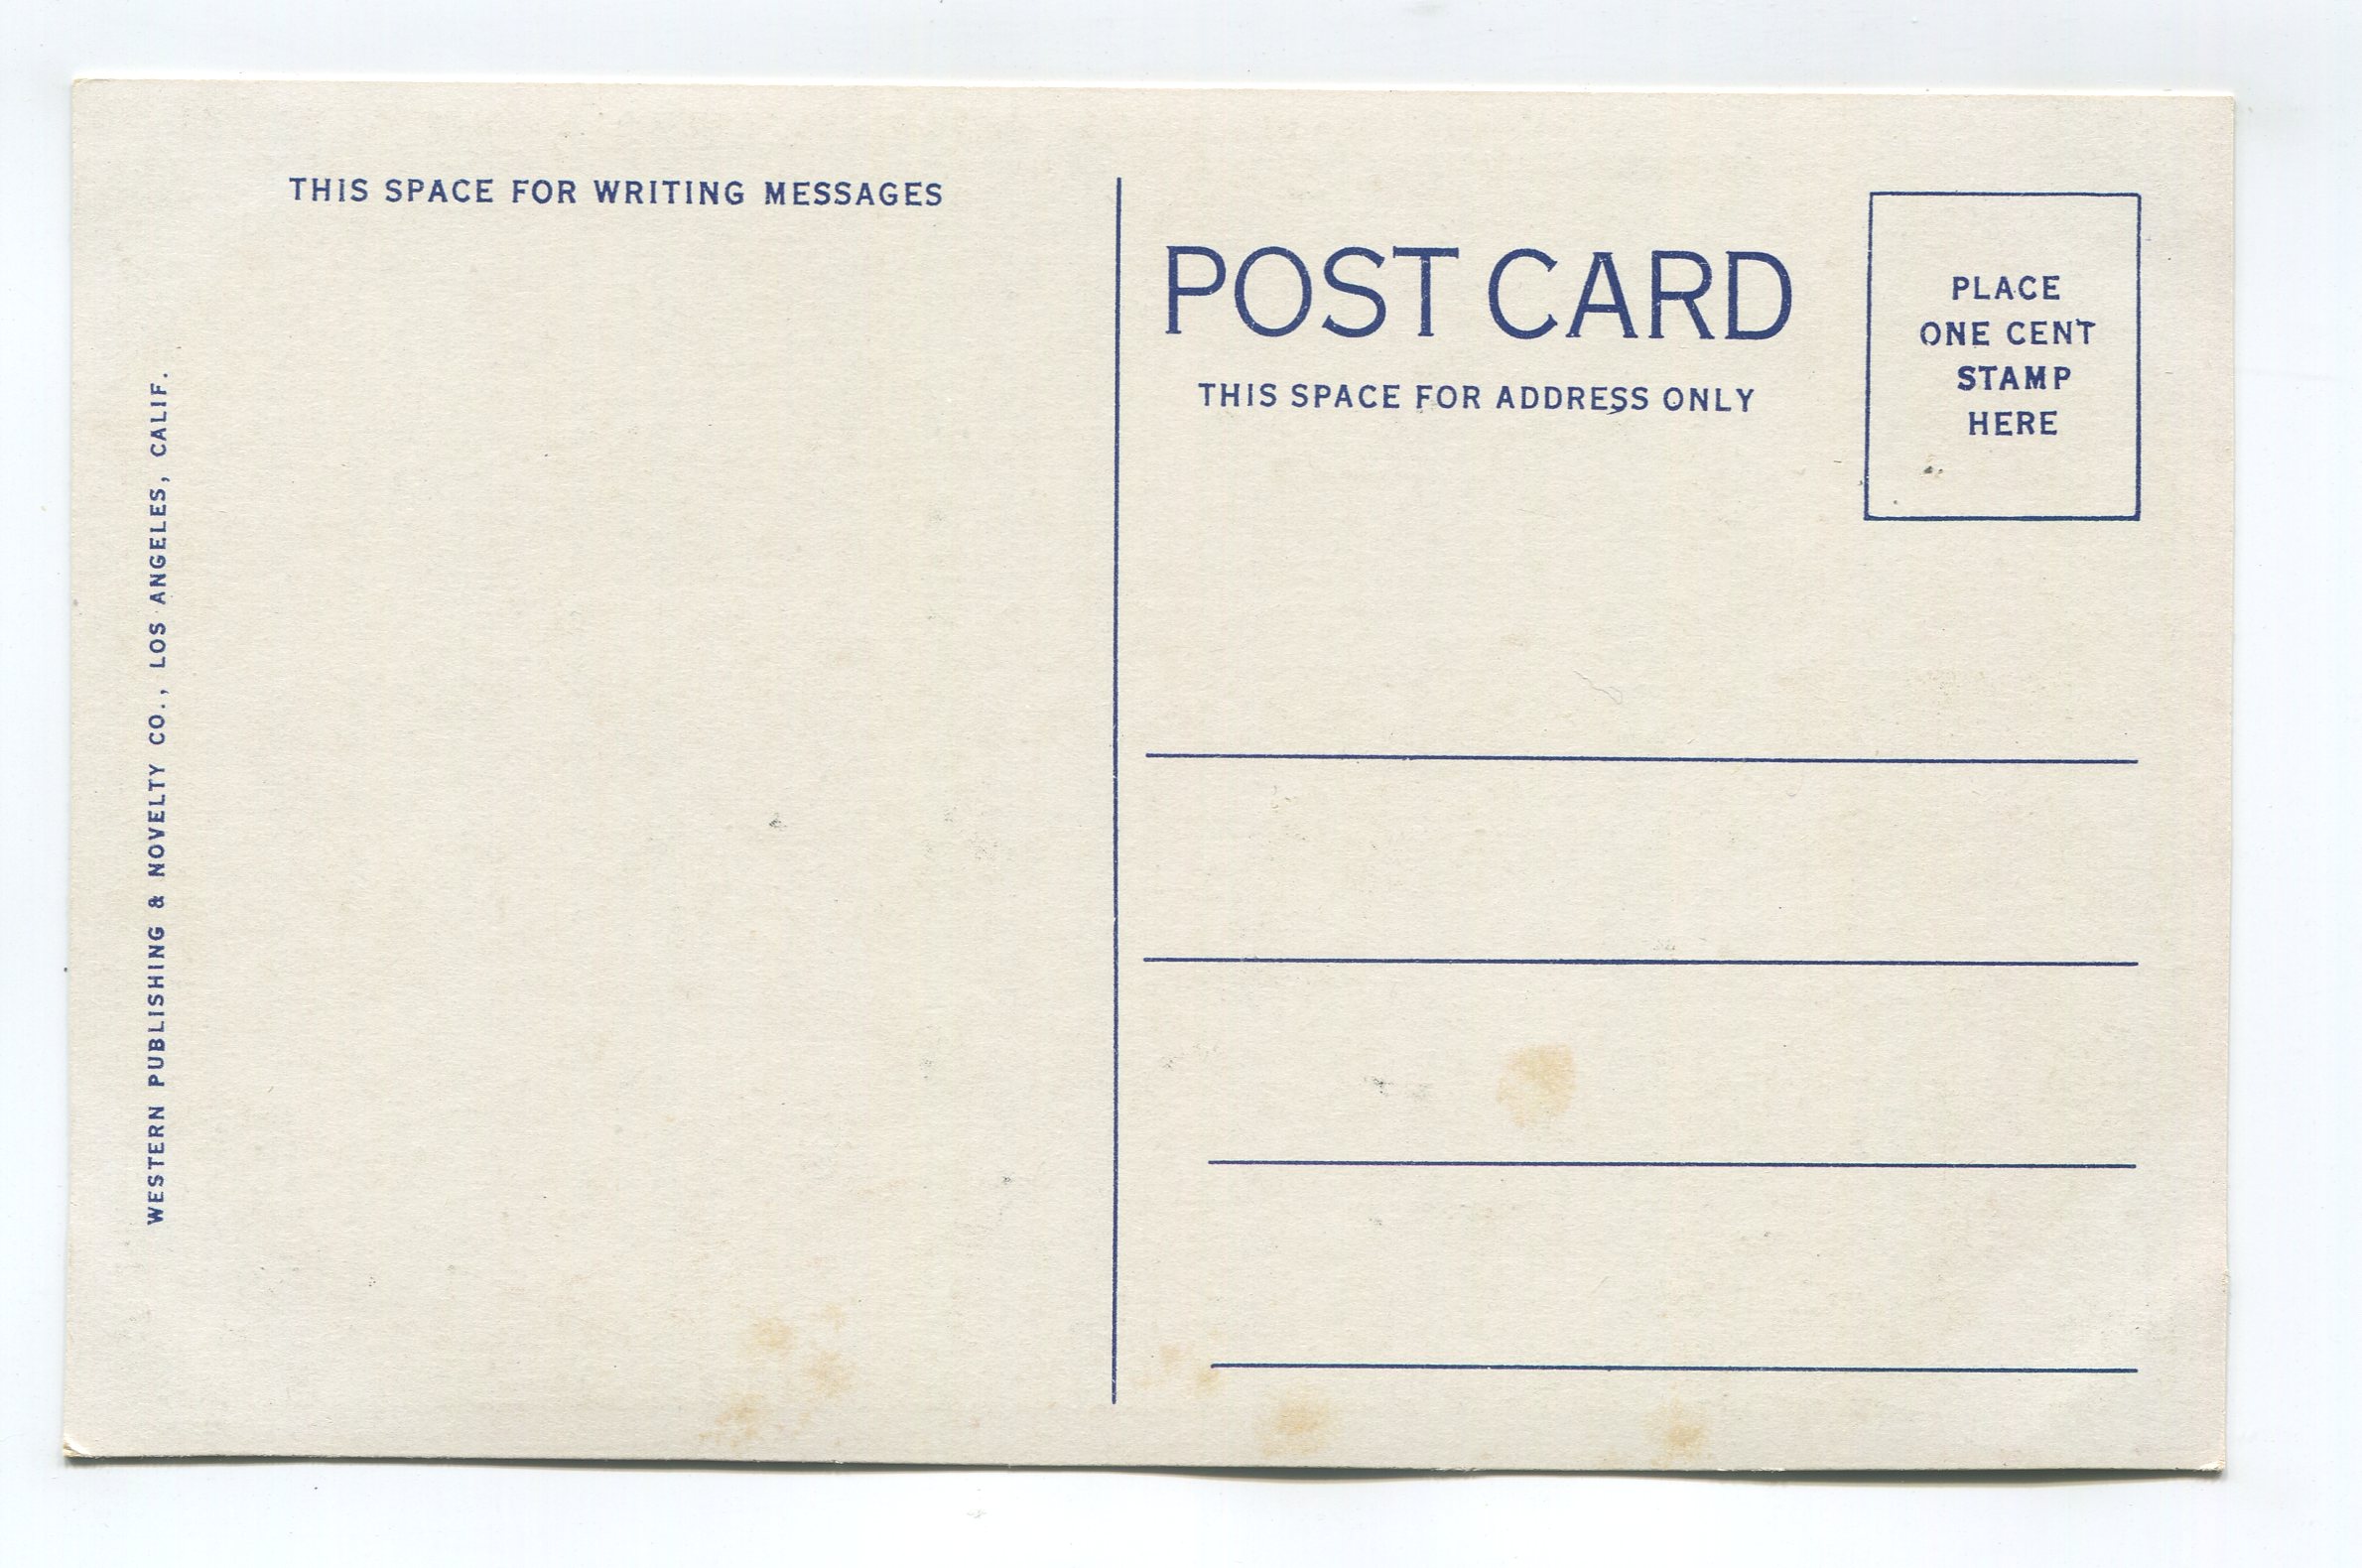 THIS SPACE FOR WRITING MESSAGES
POST CARD
THIS SPACE FOR ADDRESS ONLY
PLACE
ONE CENT
STAMP
HERE
WESTERN PUBLISHING & NOVELTY CO., LOS ANGELES, CALIF.